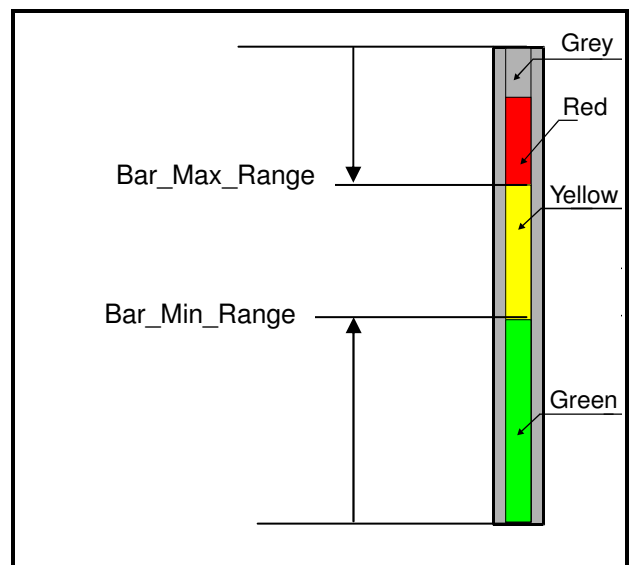 Grey
Red
Bar_Max_Range
Yellow
Bar_Min_Range
Green